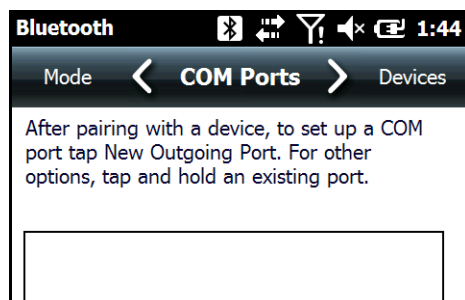 Bluetooth 1:44
Mode COM Ports Devices
After pairing with a device, to set up a COM
port tap New Outgoing Port. For other
options, tap and hold an existing port.